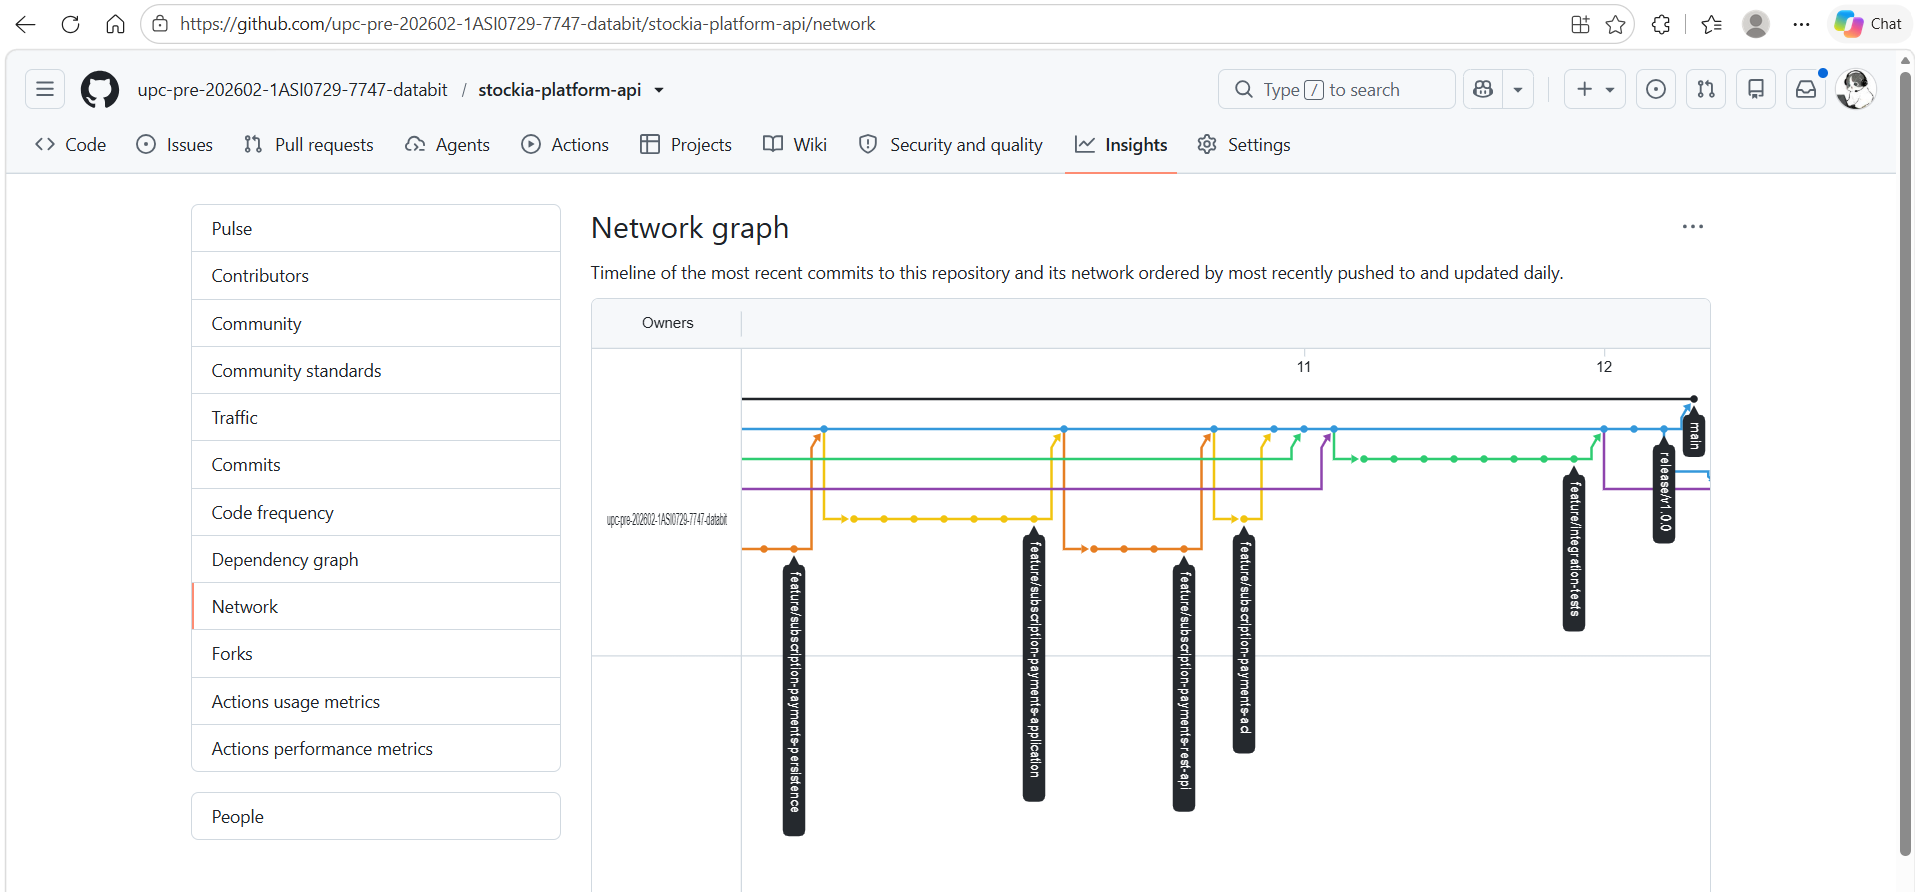 https://github.com/upc-pre-202602-1ASI0729-7747-databit/stockia-platform-api/network
Chat
upc-pre-202602-1ASI0729-7747-databit / stockia-platform-api
Type / to search
Code
Issues
Pull requests
Agents
Actions
Projects
Wiki
Security and quality
Insights
Settings
Pulse
Contributors
Community
Community standards
Traffic
Commits
Code frequency
Dependency graph
Network
Forks
Actions usage metrics
Actions performance metrics
People
Network graph
Timeline of the most recent commits to this repository and its network ordered by most recently pushed to and updated daily.
Owners
11
12
upc-pre-202602-1ASI0729-7747-databit
main
release/v1.0.0
feature/integration-tests
feature/subscription-payments-persistence
feature/subscription-payments-application
feature/subscription-payments-rest-api
feature/subscription-payments-acl